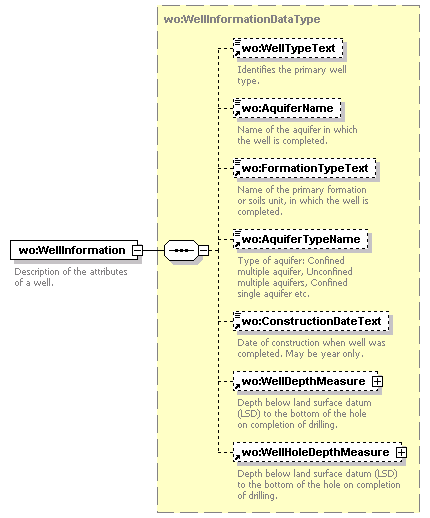 wo:WellInformationDataType
wo:WellTypeText
Identifies the primary well
type.
wo:AquiferName
Name of the aquifer in which
the well is completed.
wo:FormationTypeText
Name of the primary formation
or soils unit, in which the well is
completed.
wo:WellInformation
Description of the attributes
of a well.
wo:AquiferTypeName
Type of aquifer: Confined
multiple aquifer, Unconfined
multiple aquifers, Confined
single aquifer etc.
wo:ConstructionDateText
Date of construction when well was
completed. May be year only.
wo:WellDepthMeasure
Depth below land surface datum
(LSD) to the bottom of the hole
on completion of drilling.
wo:WellHoleDepthMeasure
Depth below land surface datum (LSD)
to the bottom of the hole on completion
of drilling.